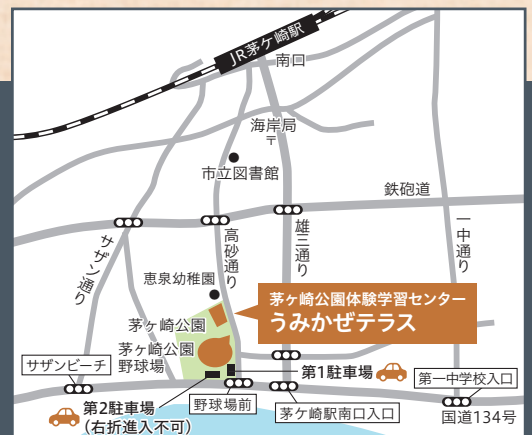 JR茅ケ崎駅
南口
海岸局
〒
市立図書館
鉄砲道
サザン通り
高砂通り
雄三通り
一中通り
恵泉幼稚園
茅ヶ崎公園体験学習センター
うみかぜテラス
茅ヶ崎公園
茅ヶ崎公園
野球場
サザンビーチ
第1駐車場
第一中学校入口
第2駐車場
(右折進入不可)
野球場前
茅ケ崎駅南口入口
国道134号